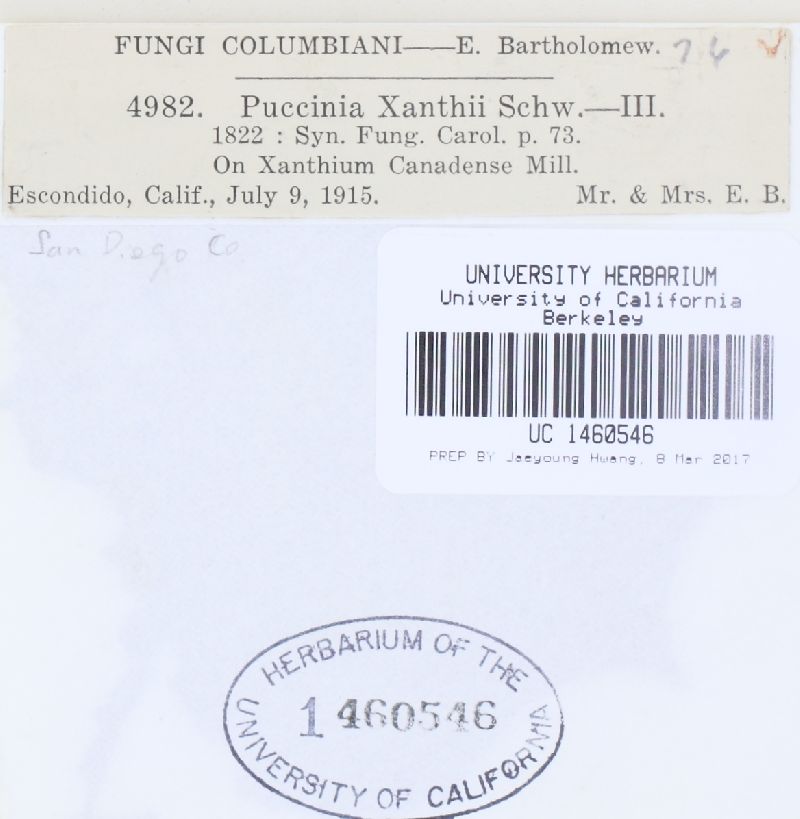 FUNGI COLUMBIANI——E. Bartholomew. 74 ✓
4982. Puccinia Xanthii Schw.—III.
1822 : Syn. Fung. Carol. p. 73.
On Xanthium Canadense Mill.
Escondido, Calif., July 9, 1915. Mr. & Mrs. E. B.
San Diego Co
UNIVERSITY HERBARIUM
University of California
Berkeley
UC 1460546
PREP BY Jaeyoung Hwang, 8 Mar 2017
HERBARIUM OF THE
1460546
UNIVERSITY OF CALIFORNIA